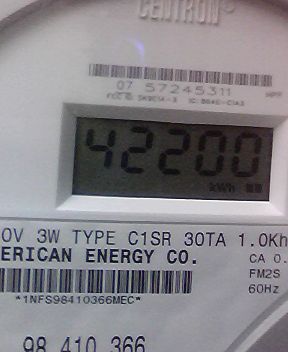 CENTRON®
07 57245311
42200
kWh
0V 3W TYPE C1SR 30TA 1.0Kh
ERICAN ENERGY CO.
CA 0.
FM2S
60Hz
*1NFS98410366MEC*
98 410 366